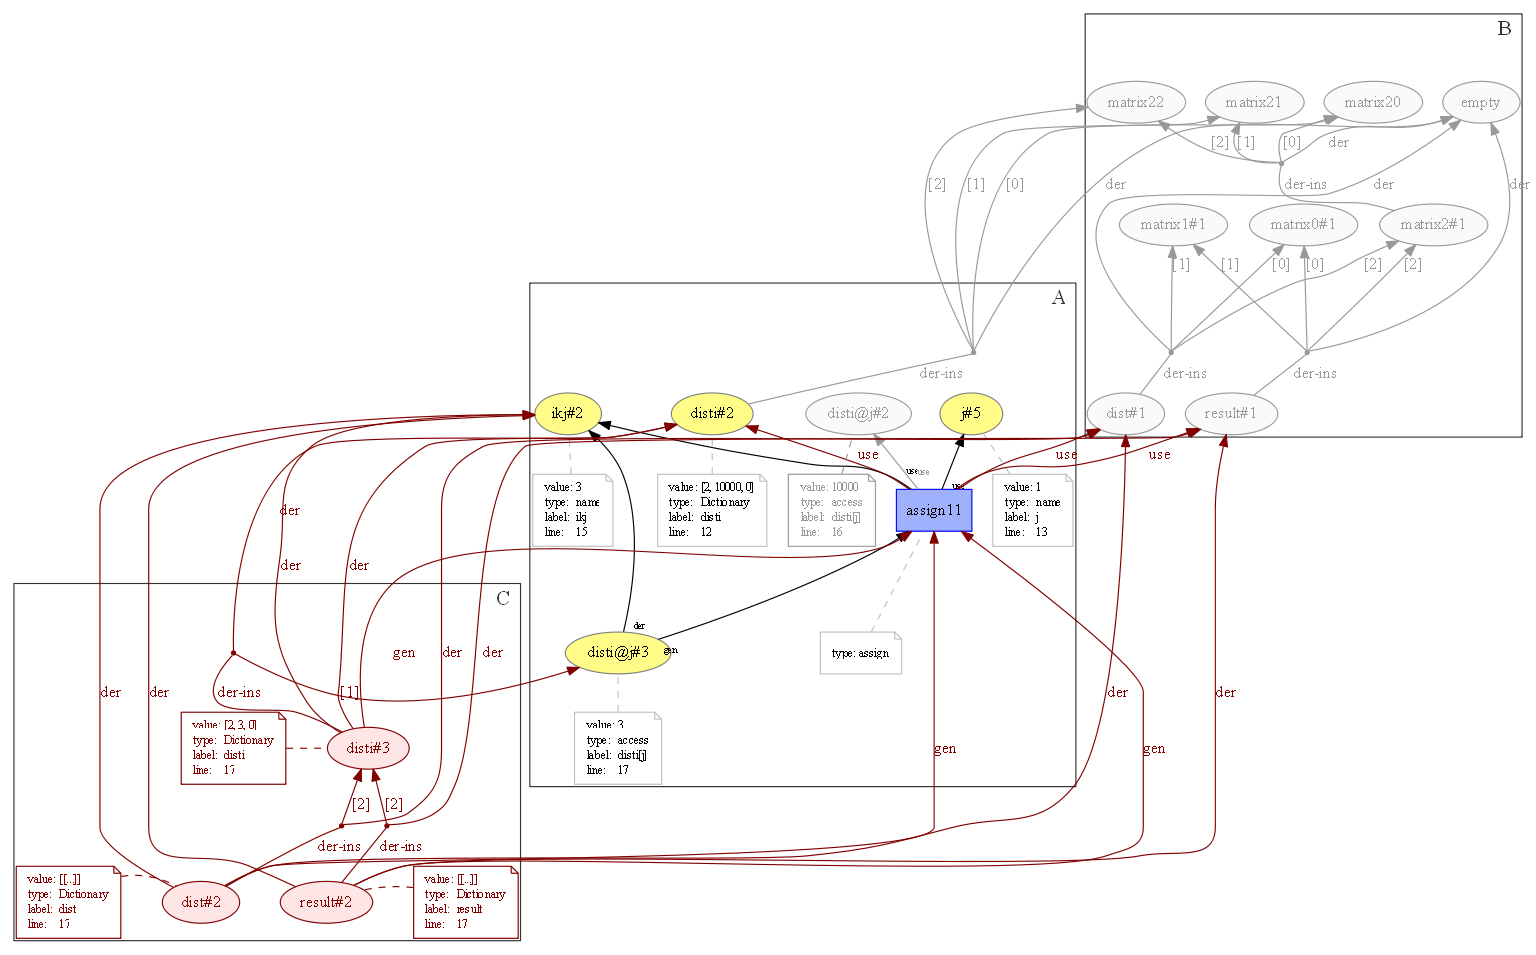 B
matrix22
matrix21
matrix20
empty
[2]
[1]
[0]
der
[2]
[1]
[0]
der
der-ins
der
der
matrix1#1
matrix0#1
matrix2#1
[1]
[1]
[0]
[0]
[2]
[2]
A
der-ins
der-ins
der-ins
ikj#2
disti#2
disti@j#2
j#5
dist#1
result#1
use
use
use
use
use
use
value: 3
type: name
label: ikj
line: 15
value: [2, 10000, 0]
type: Dictionary
label: disti
line: 12
value: 10000
type: access
label: disti[j]
line: 16
assign11
value: 1
type: name
label: j
line: 13
der
der
der
C
der
disti@j#3
gen
type: assign
gen
der
der
der
der
der-ins
[1]
der
der
value: [2, 3, 0]
type: Dictionary
label: disti
line: 17
disti#3
value: 3
type: access
label: disti[j]
line: 17
gen
gen
[2]
[2]
der-ins
der-ins
value: [[...]]
type: Dictionary
label: dist
line: 17
dist#2
result#2
value: [[...]]
type: Dictionary
label: result
line: 17